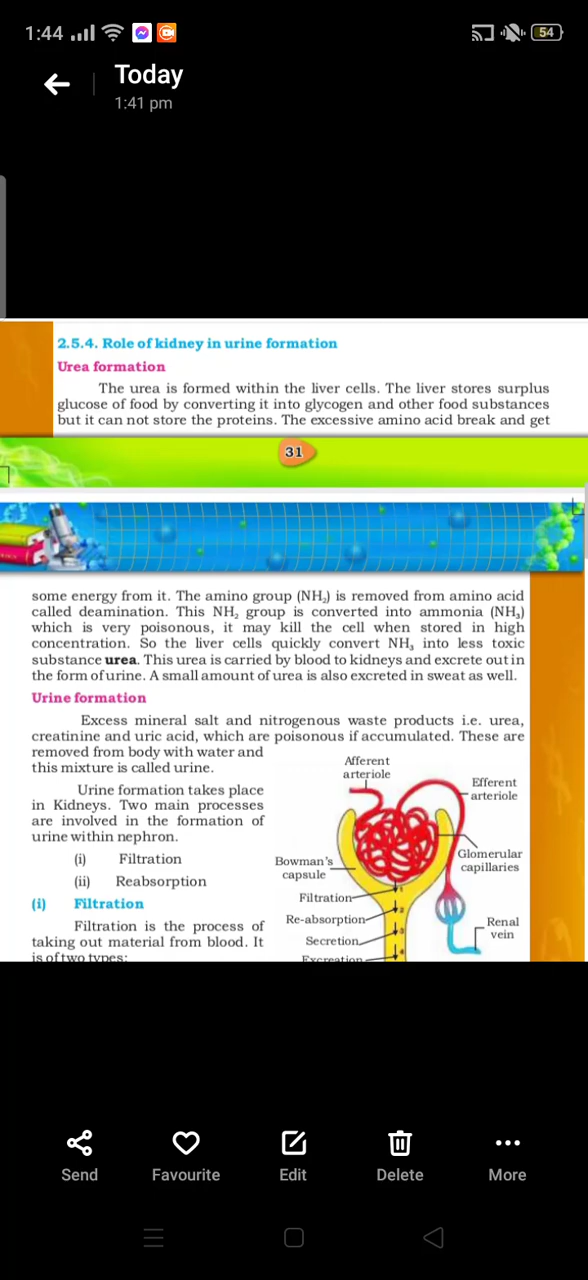 1:44
54
Today
1:41 pm
2.5.4. Role of kidney in urine formation
Urea formation
The urea is formed within the liver cells. The liver stores surplus
glucose of food by converting it into glycogen and other food substances
but it can not store the proteins. The excessive amino acid break and get
31
some energy from it. The amino group (NH₂) is removed from amino acid
called deamination. This NH₂ group is converted into ammonia (NH₃)
which is very poisonous, it may kill the cell when stored in high
concentration. So the liver cells quickly convert NH₃ into less toxic
substance urea. This urea is carried by blood to kidneys and excrete out in
the form of urine. A small amount of urea is also excreted in sweat as well.
Urine formation
Excess mineral salt and nitrogenous waste products i.e. urea,
creatinine and uric acid, which are poisonous if accumulated. These are
removed from body with water and
this mixture is called urine.
Urine formation takes place
in Kidneys. Two main processes
are involved in the formation of
urine within nephron.
(i) Filtration
(ii) Reabsorption
(i) Filtration
Filtration is the process of
taking out material from blood. It
is of two types:
Afferent
arteriole
Efferent
arteriole
Bowman's
capsule
Glomerular
capillaries
Filtration
Re-absorption
Secretion
Excreation
1
2
3
4
Renal
vein
Send
Favourite
Edit
Delete
More